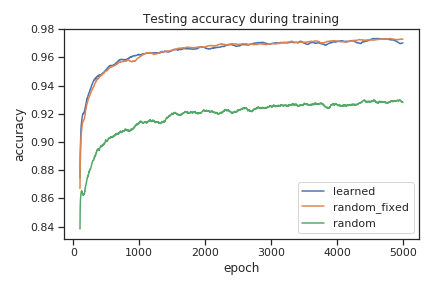 Testing accuracy during training
0.98
0.96
0.94
0.92
0.90
0.88
0.86
0.84
accuracy
learned
random_fixed
random
0 1000 2000 3000 4000 5000
epoch